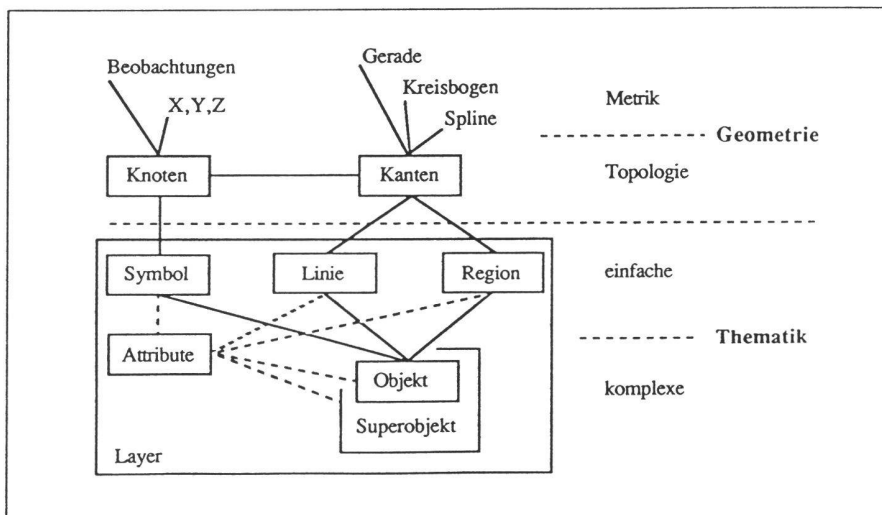 Gerade
Beobachtungen
Kreisbogen
Metrik
X,Y,Z
Spline
Geometrie
Knoten
Kanten
Topologie
Symbol
Linie
Region
einfache
Attribute
Thematik
Objekt
komplexe
Superobjekt
Layer